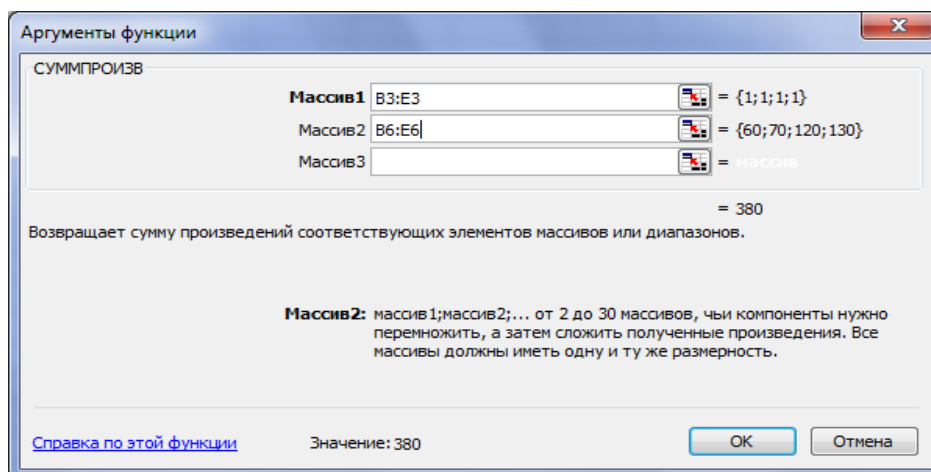 Аргументы функции
СУММПРОИЗВ
Массив1 B3:E3 = {1;1;1;1}
Массив2 B6:E6 = {60;70;120;130}
Массив3 = массив
= 380
Возвращает сумму произведений соответствующих элементов массивов или диапазонов.
Массив2: массив1;массив2;... от 2 до 30 массивов, чьи компоненты нужно
перемножить, а затем сложить полученные произведения. Все
массивы должны иметь одну и ту же размерность.
Справка по этой функции Значение: 380 ОК Отмена